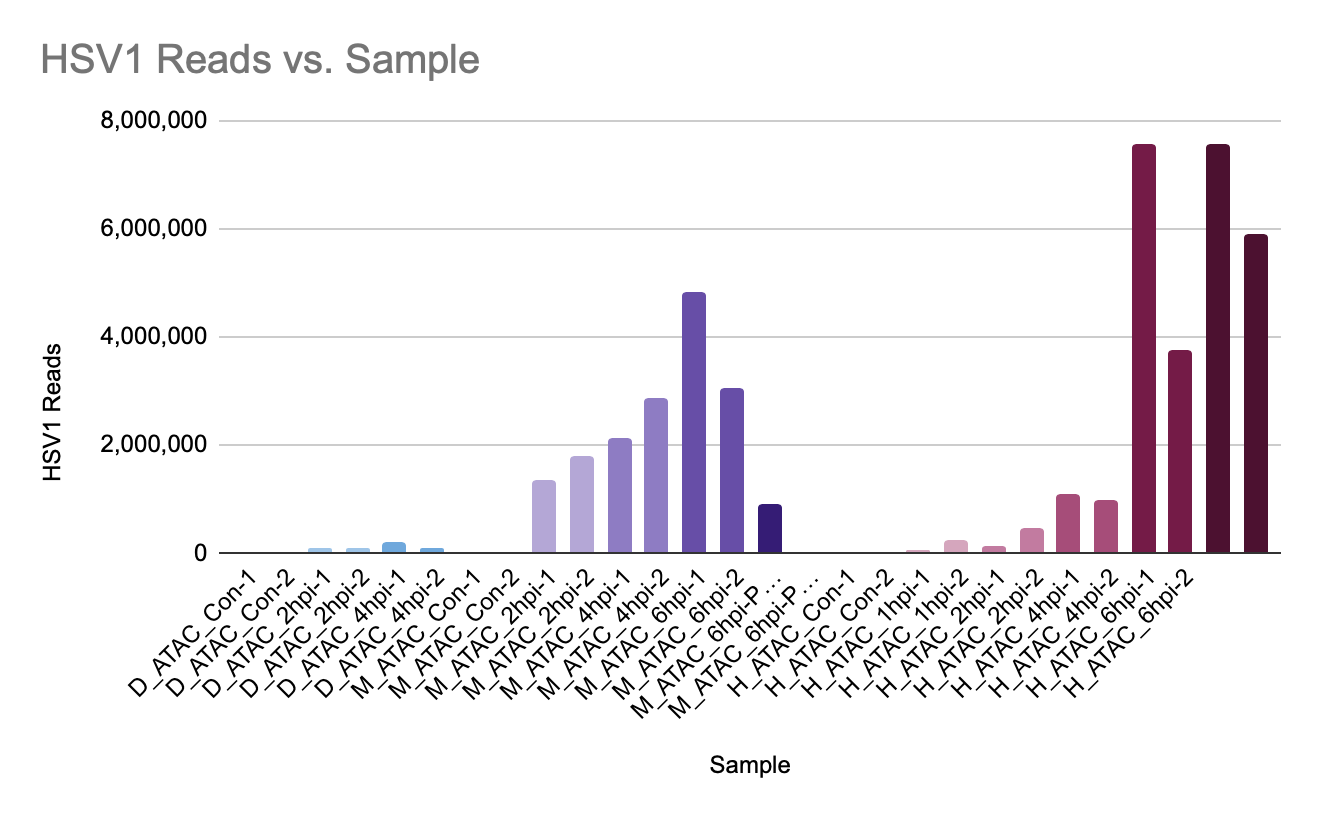 HSV1 Reads vs. Sample
8,000,000
6,000,000
4,000,000
2,000,000
0
HSV1 Reads
D_ATAC_Con-1
D_ATAC_Con-2
D_ATAC_2hpi-1
D_ATAC_2hpi-2
D_ATAC_4hpi-1
D_ATAC_4hpi-2
M_ATAC_Con-1
M_ATAC_Con-2
M_ATAC_2hpi-1
M_ATAC_2hpi-2
M_ATAC_4hpi-1
M_ATAC_4hpi-2
M_ATAC_6hpi-1
M_ATAC_6hpi-2
M_ATAC_6hpi-P…
M_ATAC_6hpi-P…
H_ATAC_Con-1
H_ATAC_Con-2
H_ATAC_1hpi-1
H_ATAC_1hpi-2
H_ATAC_2hpi-1
H_ATAC_2hpi-2
H_ATAC_4hpi-1
H_ATAC_4hpi-2
H_ATAC_6hpi-1
H_ATAC_6hpi-2
Sample